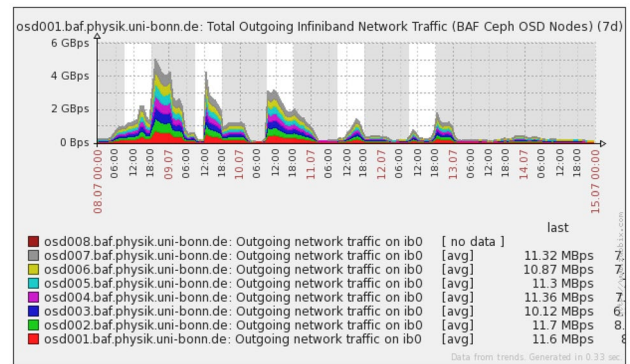 osd001.baf.physik.uni-bonn.de: Total Outgoing Infiniband Network Traffic (BAF Ceph OSD Nodes) (7d)
6 GBps
4 GBps
2 GBps
0 Bps
08.07 00:00 06:00 12:00 18:00 09.07 06:00 12:00 18:00 10.07 06:00 12:00 18:00 11.07 06:00 12:00 18:00 12.07 06:00 12:00 18:00 13.07 06:00 12:00 18:00 14.07 06:00 12:00 18:00 15.07 00:00
last
osd008.baf.physik.uni-bonn.de: Outgoing network traffic on ib0 [ no data ]
osd007.baf.physik.uni-bonn.de: Outgoing network traffic on ib0 [avg] 11.32 MBps 7.
osd006.baf.physik.uni-bonn.de: Outgoing network traffic on ib0 [avg] 10.87 MBps 7
osd005.baf.physik.uni-bonn.de: Outgoing network traffic on ib0 [avg] 11.3 MBps
osd004.baf.physik.uni-bonn.de: Outgoing network traffic on ib0 [avg] 11.36 MBps 7.
osd003.baf.physik.uni-bonn.de: Outgoing network traffic on ib0 [avg] 10.12 MBps 6.
osd002.baf.physik.uni-bonn.de: Outgoing network traffic on ib0 [avg] 11.7 MBps 8.
osd001.baf.physik.uni-bonn.de: Outgoing network traffic on ib0 [avg] 11.6 MBps 8
Data from trends. Generated in 0.33 sec